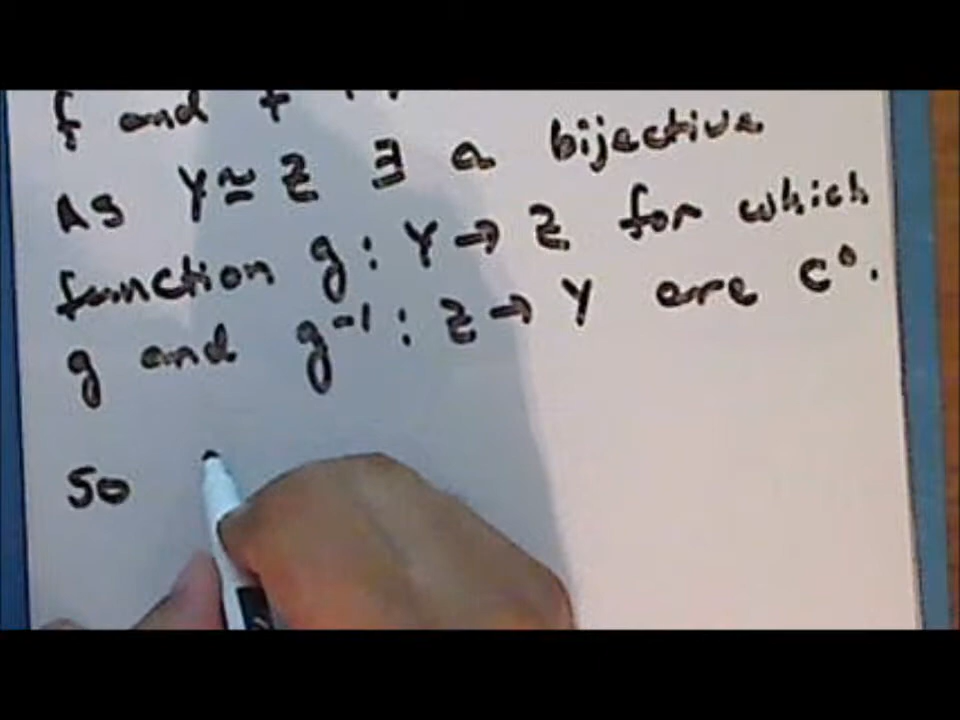 f and f
As Y ≃ Z ∃ a bijective
function g : Y → Z for which
g and g⁻¹ : Z → Y are C⁰.
So